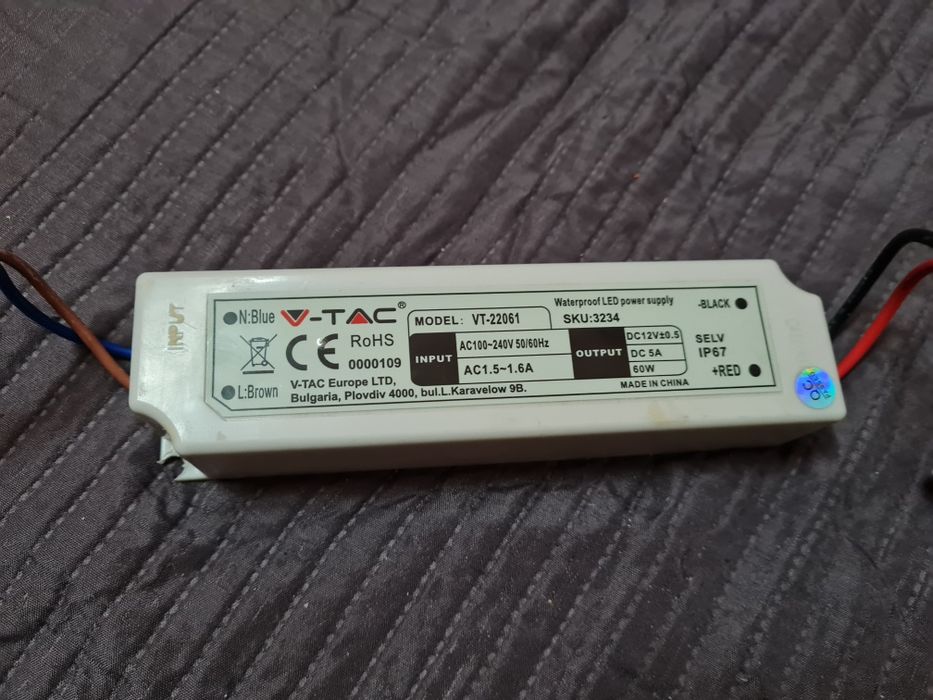 INPUT
N:Blue
L:Brown
V-TAC®
CE RoHS
0000109
V-TAC Europe LTD,
Bulgaria, Plovdiv 4000, bul.L.Karavelow 9B.
MODEL: VT-22061
INPUT
AC100~240V 50/60Hz
AC1.5~1.6A
Waterproof LED power supply
SKU:3234
OUTPUT
DC12V±0.5
DC 5A
60W
MADE IN CHINA
-BLACK
SELV
IP67
+RED